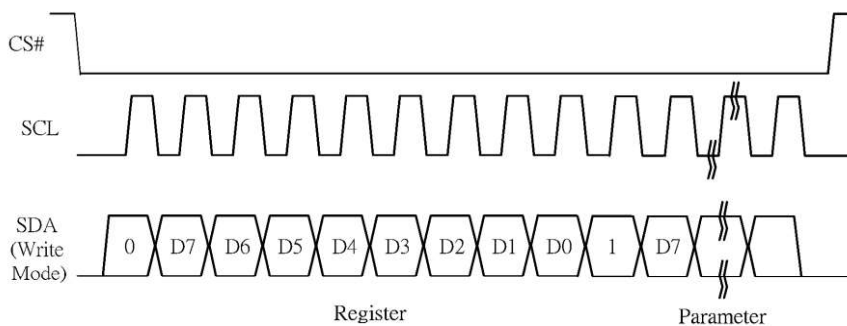 CS#
SCL
SDA
(Write
Mode)
0 D7 D6 D5 D4 D3 D2 D1 D0 1 D7
Register Parameter